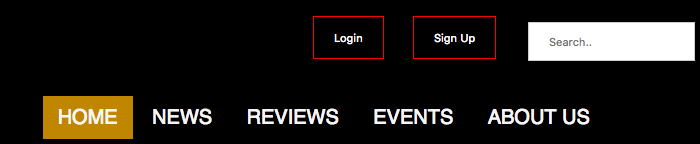 Login Sign Up Search..
HOME NEWS REVIEWS EVENTS ABOUT US